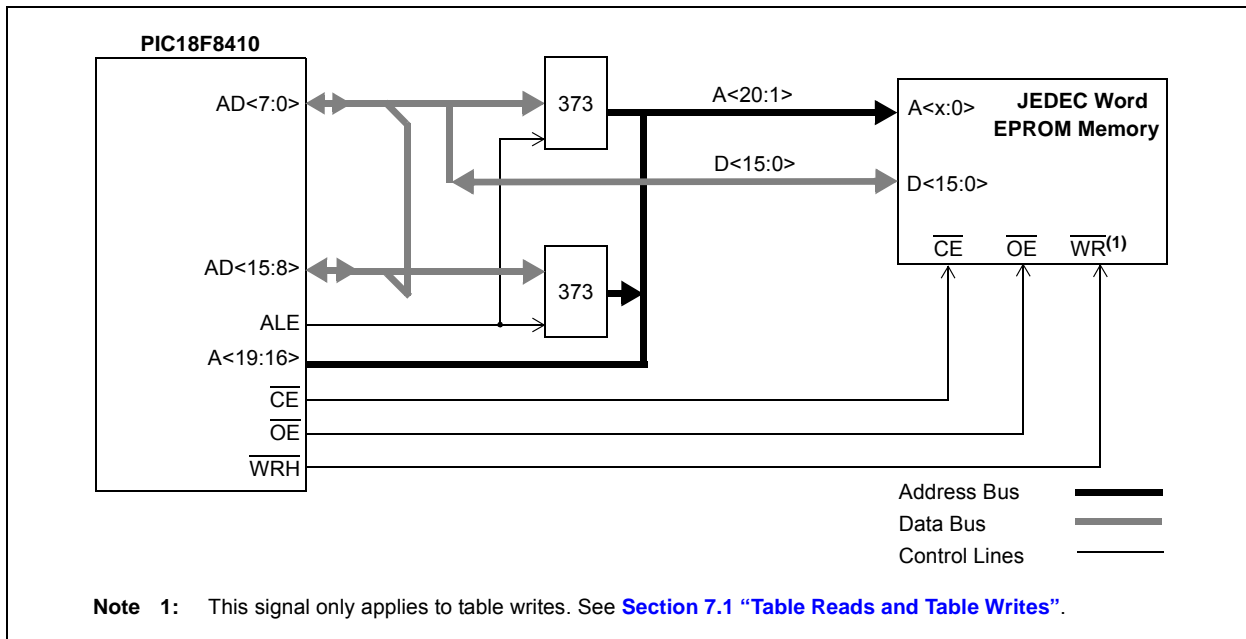 PIC18F8410
AD<7:0>
373
A<20:1>
A<x:0>
JEDEC Word
EPROM Memory
D<15:0>
D<15:0>
CE
OE
WR(1)
AD<15:8>
373
ALE
A<19:16>
CE
OE
WRH
Address Bus
Data Bus
Control Lines
Note 1: This signal only applies to table writes. See Section 7.1 “Table Reads and Table Writes”.